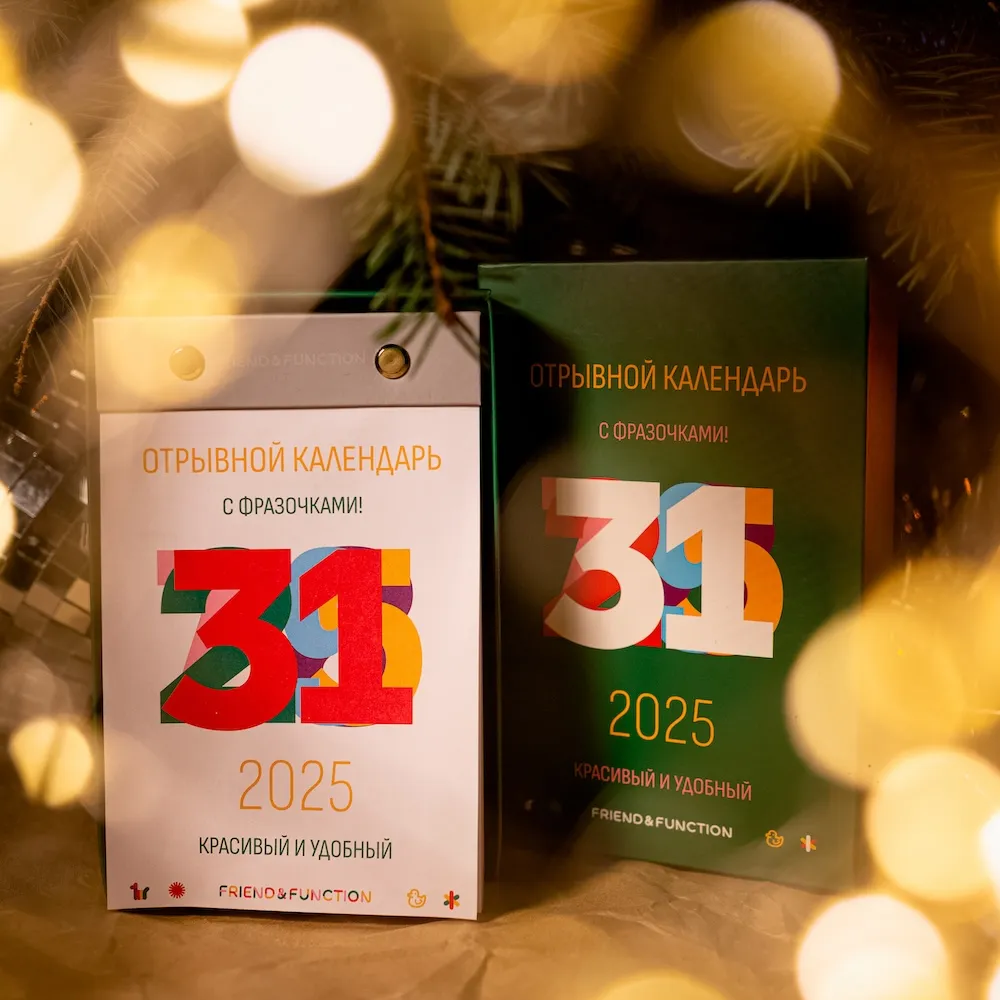 FRIEND&FUNCTION
ОТРЫВНОЙ КАЛЕНДАРЬ
С ФРАЗОЧКАМИ!
31
2025
КРАСИВЫЙ И УДОБНЫЙ
FRIEND&FUNCTION
ОТРЫВНОЙ КАЛЕНДАРЬ
С ФРАЗОЧКАМИ!
31
2025
КРАСИВЫЙ И УДОБНЫЙ
FRIEND&FUNCTION